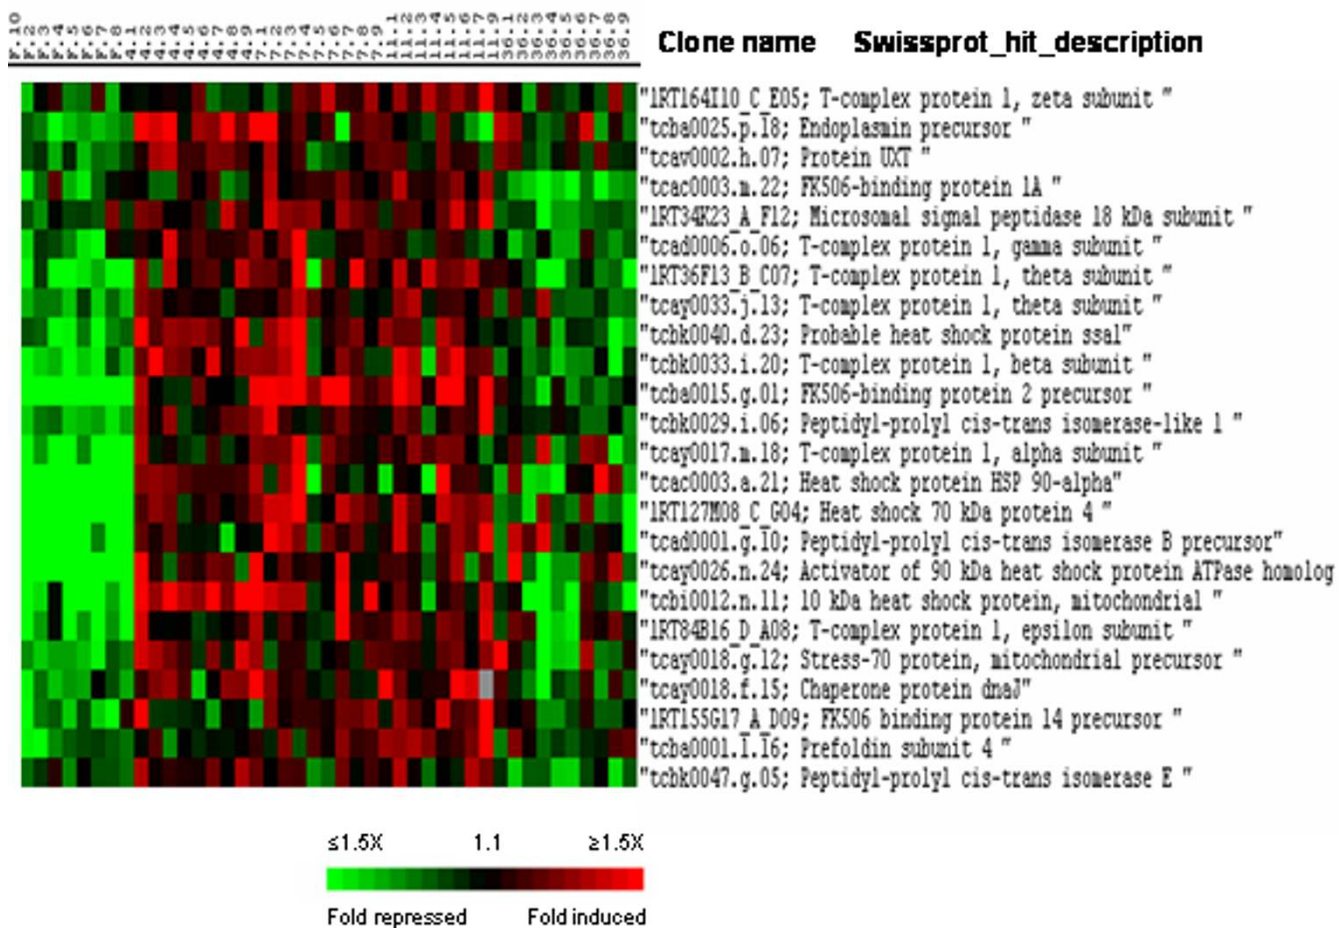 Clone name Swissprot_hit_description
"1RT164I10_C_E05; T-complex protein 1, zeta subunit "
"tcba0025.p.18; Endoplasmin precursor "
"tcav0002.h.07; Protein UXT "
"tcac0003.m.22; FK506-binding protein 1A "
"1RT34K23_A_F12; Microsomal signal peptidase 18 kDa subunit "
"tcad0006.o.06; T-complex protein 1, gamma subunit "
"1RT36F13_B_C07; T-complex protein 1, theta subunit "
"tcay0033.j.13; T-complex protein 1, theta subunit "
"tcbk0040.d.23; Probable heat shock protein ssa1"
"tcbk0033.i.20; T-complex protein 1, beta subunit "
"tcba0015.g.01; FK506-binding protein 2 precursor "
"tcbk0029.i.06; Peptidyl-prolyl cis-trans isomerase-like 1 "
"tcay0017.m.18; T-complex protein 1, alpha subunit "
"tcac0003.a.21; Heat shock protein HSP 90-alpha"
"1RT127M08_C_G04; Heat shock 70 kDa protein 4 "
"tcad0001.g.10; Peptidyl-prolyl cis-trans isomerase B precursor"
"tcay0026.n.24; Activator of 90 kDa heat shock protein ATPase homolog
"tcbi0012.n.11; 10 kDa heat shock protein, mitochondrial "
"1RT84B16_D_A08; T-complex protein 1, epsilon subunit "
"tcay0018.g.12; Stress-70 protein, mitochondrial precursor "
"tcay0018.f.15; Chaperone protein dnaJ"
"1RT155G17_A_D09; FK506 binding protein 14 precursor "
"tcba0001.l.16; Prefoldin subunit 4 "
"tcbk0047.g.05; Peptidyl-prolyl cis-trans isomerase E "
≤1.5X 1.1 ≥1.5X
Fold repressed Fold induced